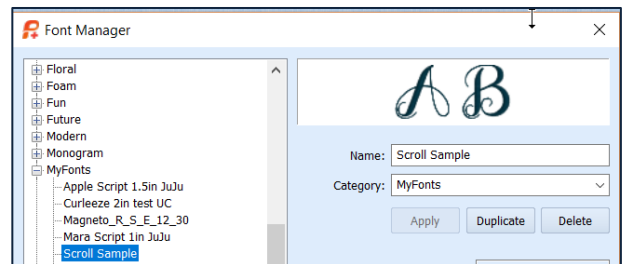 Font Manager
Floral
Foam
Fun
Future
Modern
Monogram
MyFonts
Apple Script 1.5in JuJu
Curleeze 2in test UC
Magneto_R_S_E_12_30
Mara Script 1in JuJu
Scroll Sample
A B
Name: Scroll Sample
Category: MyFonts
Apply Duplicate Delete